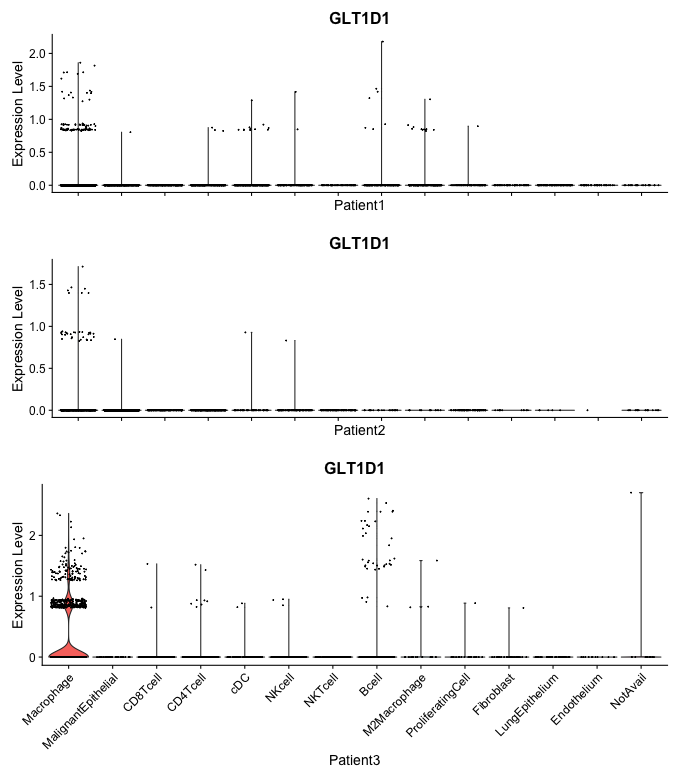 GLT1D1
Expression Level
2.0
1.5
1.0
0.5
0.0
Patient1
GLT1D1
Expression Level
1.5
1.0
0.5
0.0
Patient2
GLT1D1
Expression Level
2
1
0
Macrophage
MalignantEpithelial
CD8Tcell
CD4Tcell
cDC
NKcell
NKTcell
Bcell
M2Macrophage
ProliferatingCell
Fibroblast
LungEpithelium
Endothelium
NotAvail
Patient3